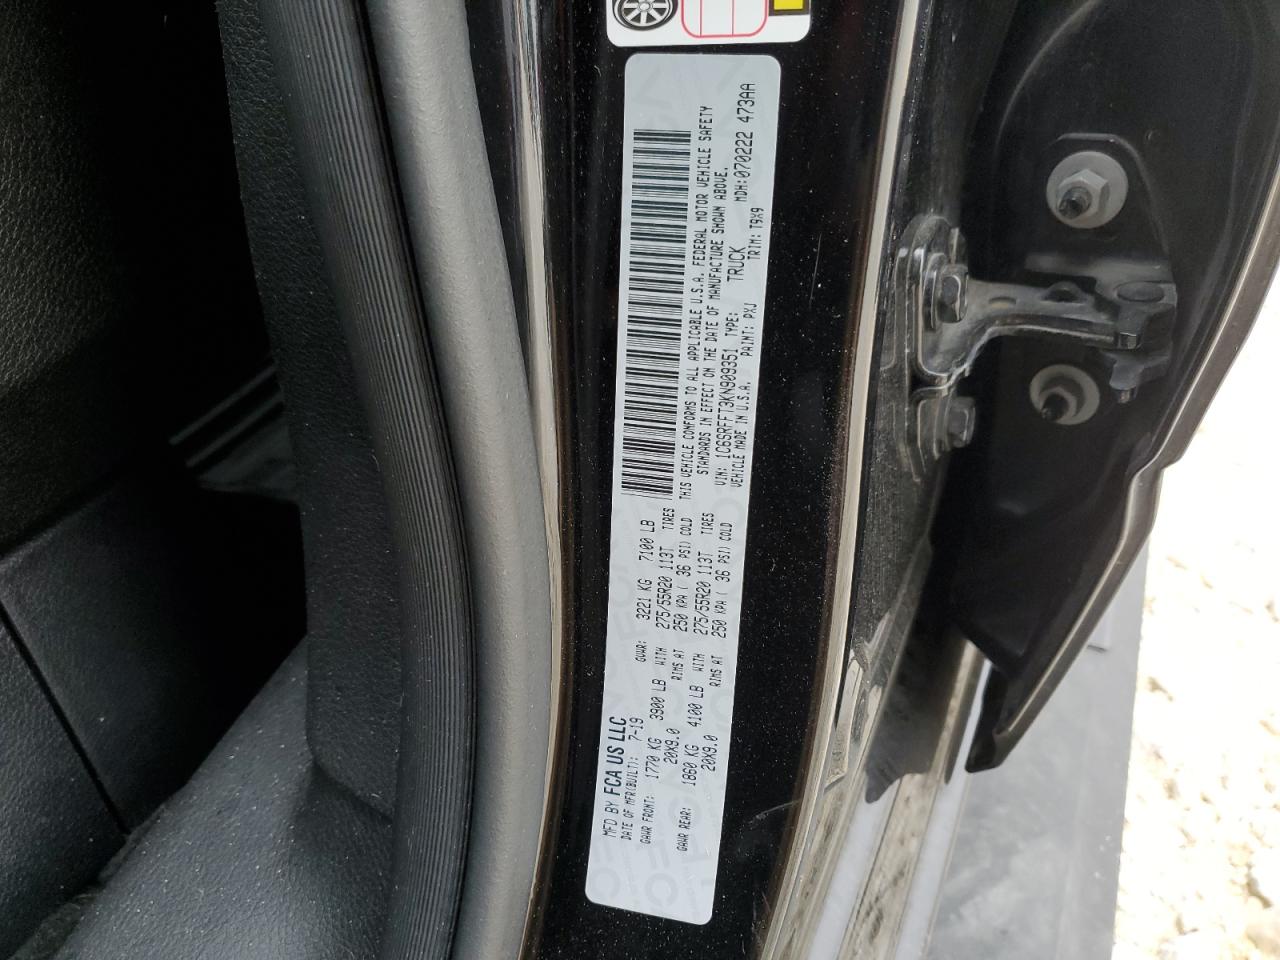 MFD BY FCA US LLC
DATE OF MFR(BUILT): 7-19 GVWR: 3221 KG 7100 LB
GAWR FRONT: 1770 KG 3900 LB WITH 275/55R20 113T TIRES
20X9.0 RIMS AT 250 KPA ( 36 PSI) COLD
GAWR REAR: 1860 KG 4100 LB WITH 275/55R20 113T TIRES
20X9.0 RIMS AT 250 KPA ( 36 PSI) COLD
THIS VEHICLE CONFORMS TO ALL APPLICABLE U.S.A. FEDERAL MOTOR VEHICLE SAFETY
STANDARDS IN EFFECT ON THE DATE OF MANUFACTURE SHOWN ABOVE.
VIN: 1C6SRFFT3KN909351 TYPE: TRUCK MDH:070222 473AA
VEHICLE MADE IN U.S.A. PAINT: PXJ TRIM: T9X9